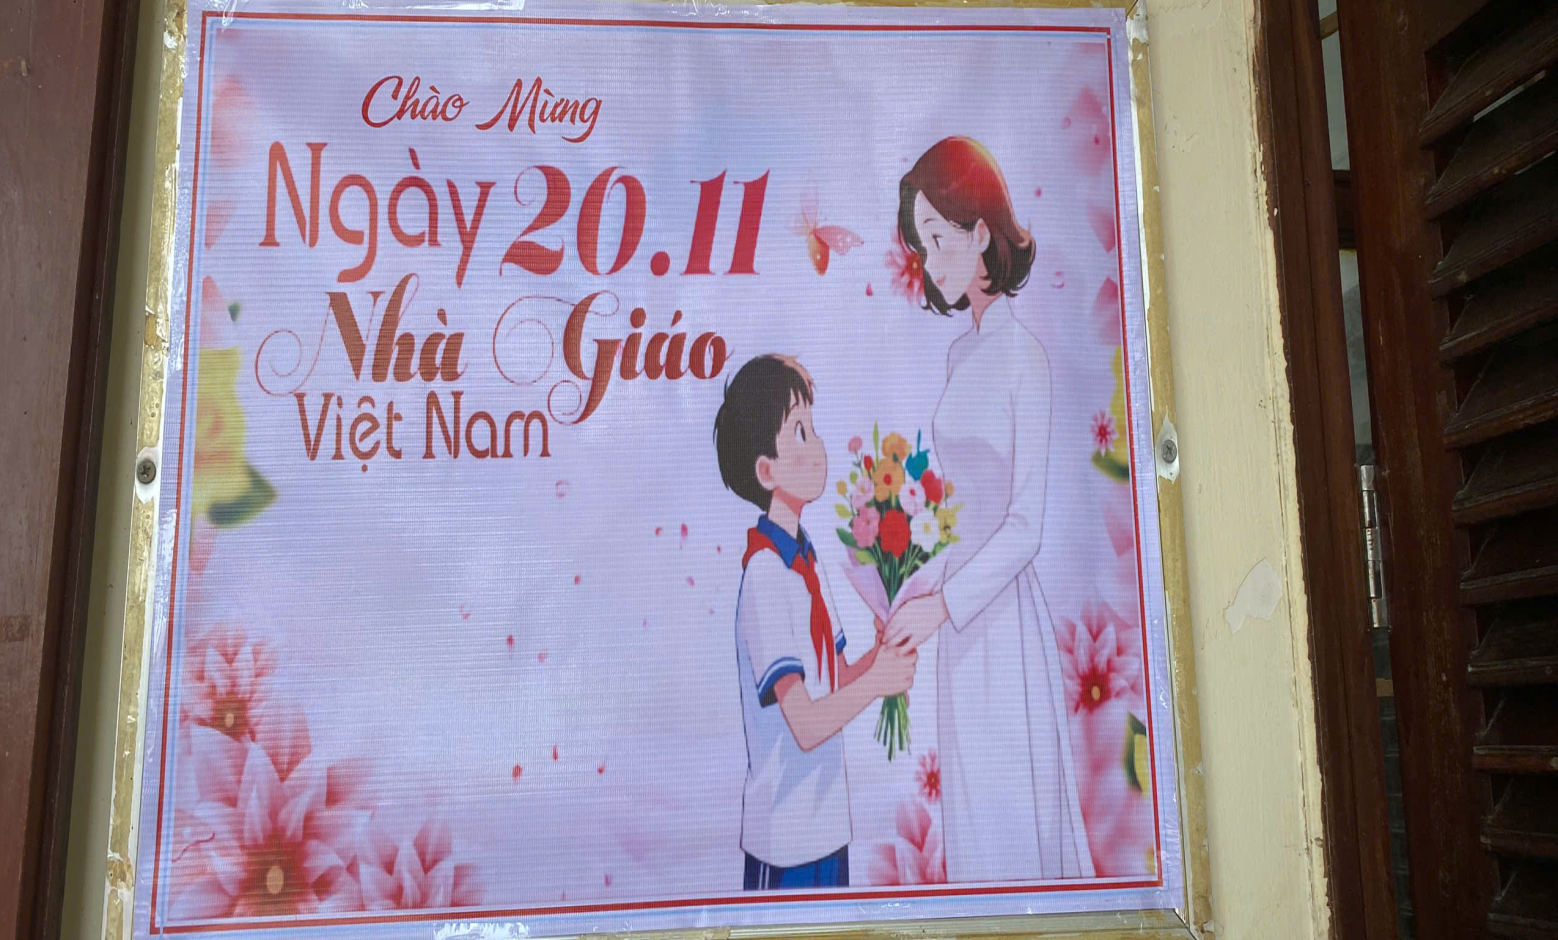 Chào Mừng
Ngày 20.11
Nhà Giáo
Việt Nam